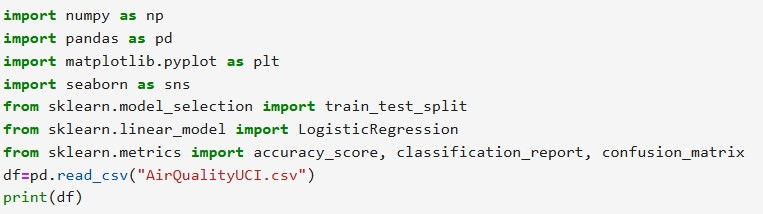 import numpy as np
import pandas as pd
import matplotlib.pyplot as plt
import seaborn as sns
from sklearn.model_selection import train_test_split
from sklearn.linear_model import LogisticRegression
from sklearn.metrics import accuracy_score, classification_report, confusion_matrix
df=pd.read_csv("AirQualityUCI.csv")
print(df)